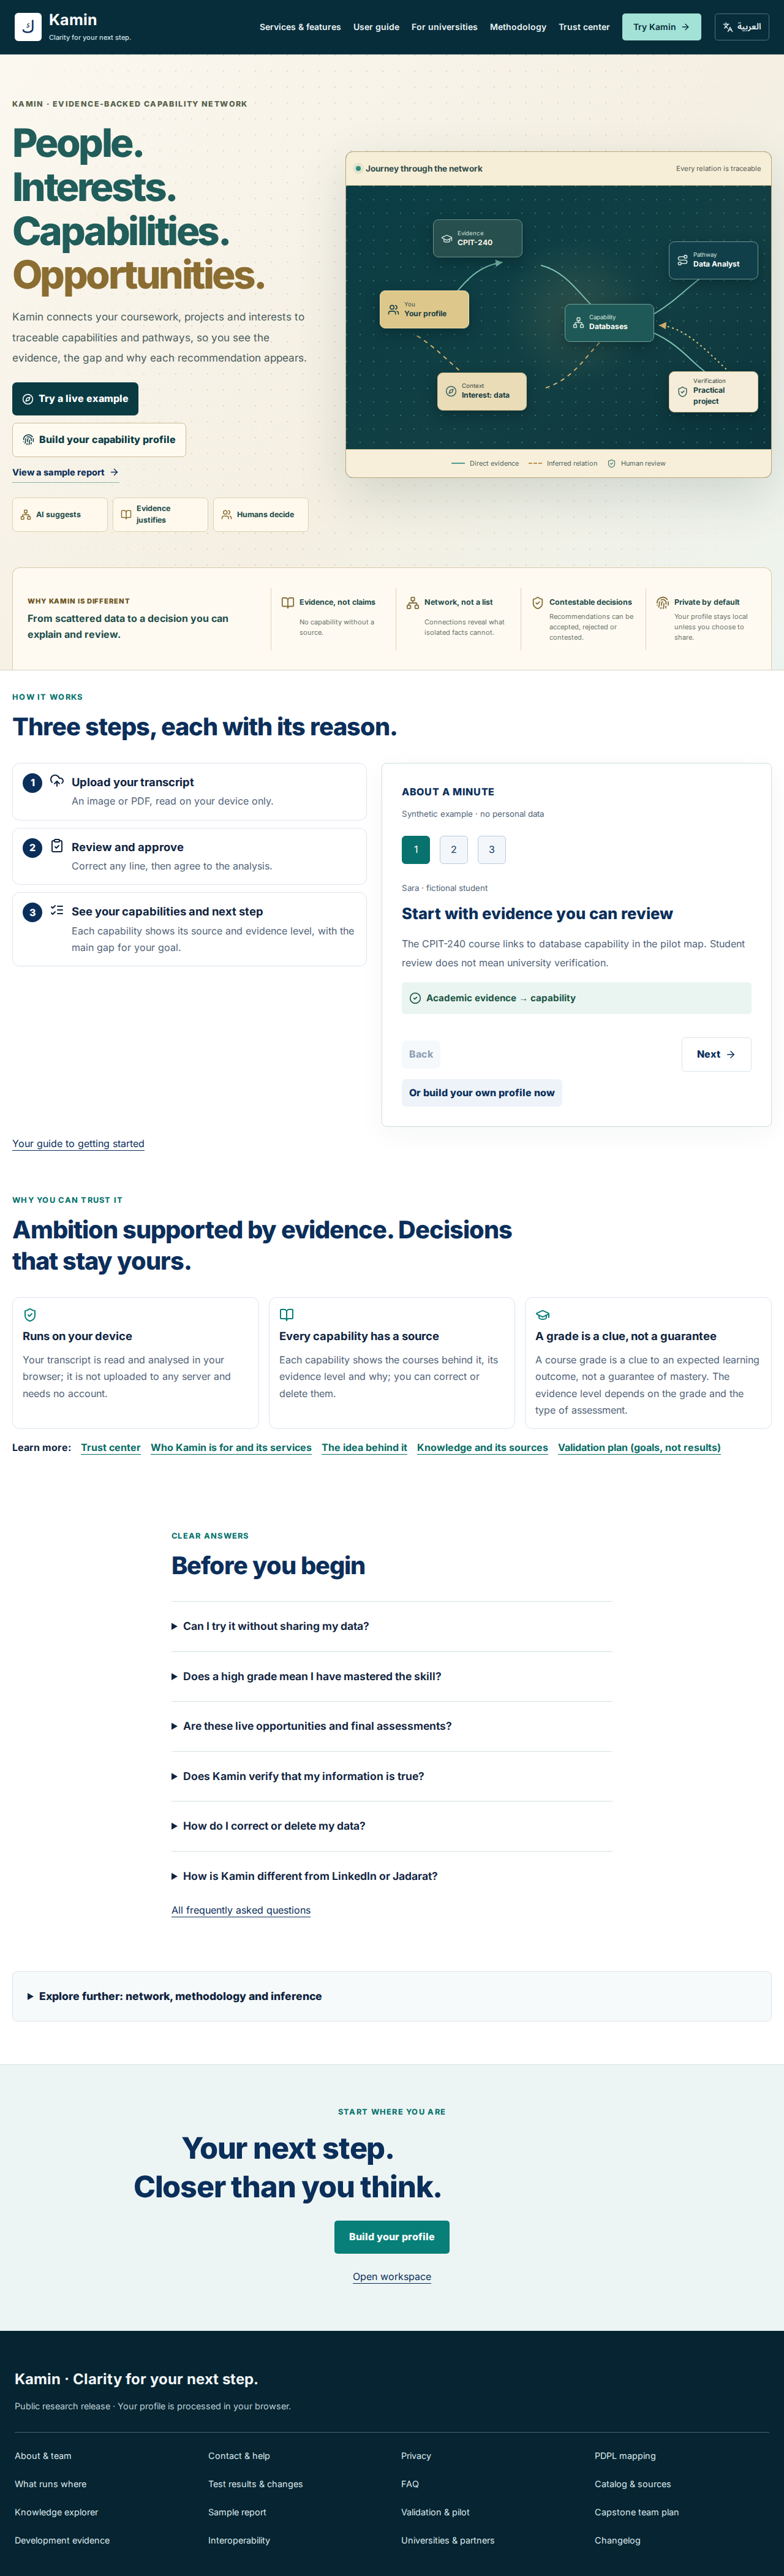 ك
Kamin
Clarity for your next step.
Services & features
User guide
For universities
Methodology
Trust center
Try Kamin →
العربية
KAMIN · EVIDENCE-BACKED CAPABILITY NETWORK
People.
Interests.
Capabilities.
Opportunities.
Kamin connects your coursework, projects and interests to
traceable capabilities and pathways, so you see the
evidence, the gap and why each recommendation appears.
Try a live example
Build your capability profile
View a sample report →
AI suggests
Evidence
justifies
Humans decide
Journey through the network
Every relation is traceable
Evidence
CPIT-240
Pathway
Data Analyst
You
Your profile
Capability
Databases
Context
Interest: data
Verification
Practical
project
Direct evidence
Inferred relation
Human review
WHY KAMIN IS DIFFERENT
From scattered data to a decision you can
explain and review.
Evidence, not claims
No capability without a
source.
Network, not a list
Connections reveal what
isolated facts cannot.
Contestable decisions
Recommendations can be
accepted, rejected or
contested.
Private by default
Your profile stays local
unless you choose to
share.
HOW IT WORKS
Three steps, each with its reason.
1
Upload your transcript
An image or PDF, read on your device only.
2
Review and approve
Correct any line, then agree to the analysis.
3
See your capabilities and next step
Each capability shows its source and evidence level, with the
main gap for your goal.
ABOUT A MINUTE
Synthetic example · no personal data
1
2
3
Sara · fictional student
Start with evidence you can review
The CPIT-240 course links to database capability in the pilot map. Student
review does not mean university verification.
Academic evidence → capability
Back
Next →
Or build your own profile now
Your guide to getting started
WHY YOU CAN TRUST IT
Ambition supported by evidence. Decisions
that stay yours.
Runs on your device
Your transcript is read and analysed in your
browser; it is not uploaded to any server and
needs no account.
Every capability has a source
Each capability shows the courses behind it, its
evidence level and why; you can correct or
delete them.
A grade is a clue, not a guarantee
A course grade is a clue to an expected learning
outcome, not a guarantee of mastery. The
evidence level depends on the grade and the
type of assessment.
Learn more:
Trust center
Who Kamin is for and its services
The idea behind it
Knowledge and its sources
Validation plan (goals, not results)
CLEAR ANSWERS
Before you begin
Can I try it without sharing my data?
Does a high grade mean I have mastered the skill?
Are these live opportunities and final assessments?
Does Kamin verify that my information is true?
How do I correct or delete my data?
How is Kamin different from LinkedIn or Jadarat?
All frequently asked questions
Explore further: network, methodology and inference
START WHERE YOU ARE
Your next step.
Closer than you think.
Build your profile
Open workspace
Kamin · Clarity for your next step.
Public research release · Your profile is processed in your browser.
About & team
Contact & help
Privacy
PDPL mapping
What runs where
Test results & changes
FAQ
Catalog & sources
Knowledge explorer
Sample report
Validation & pilot
Capstone team plan
Development evidence
Interoperability
Universities & partners
Changelog